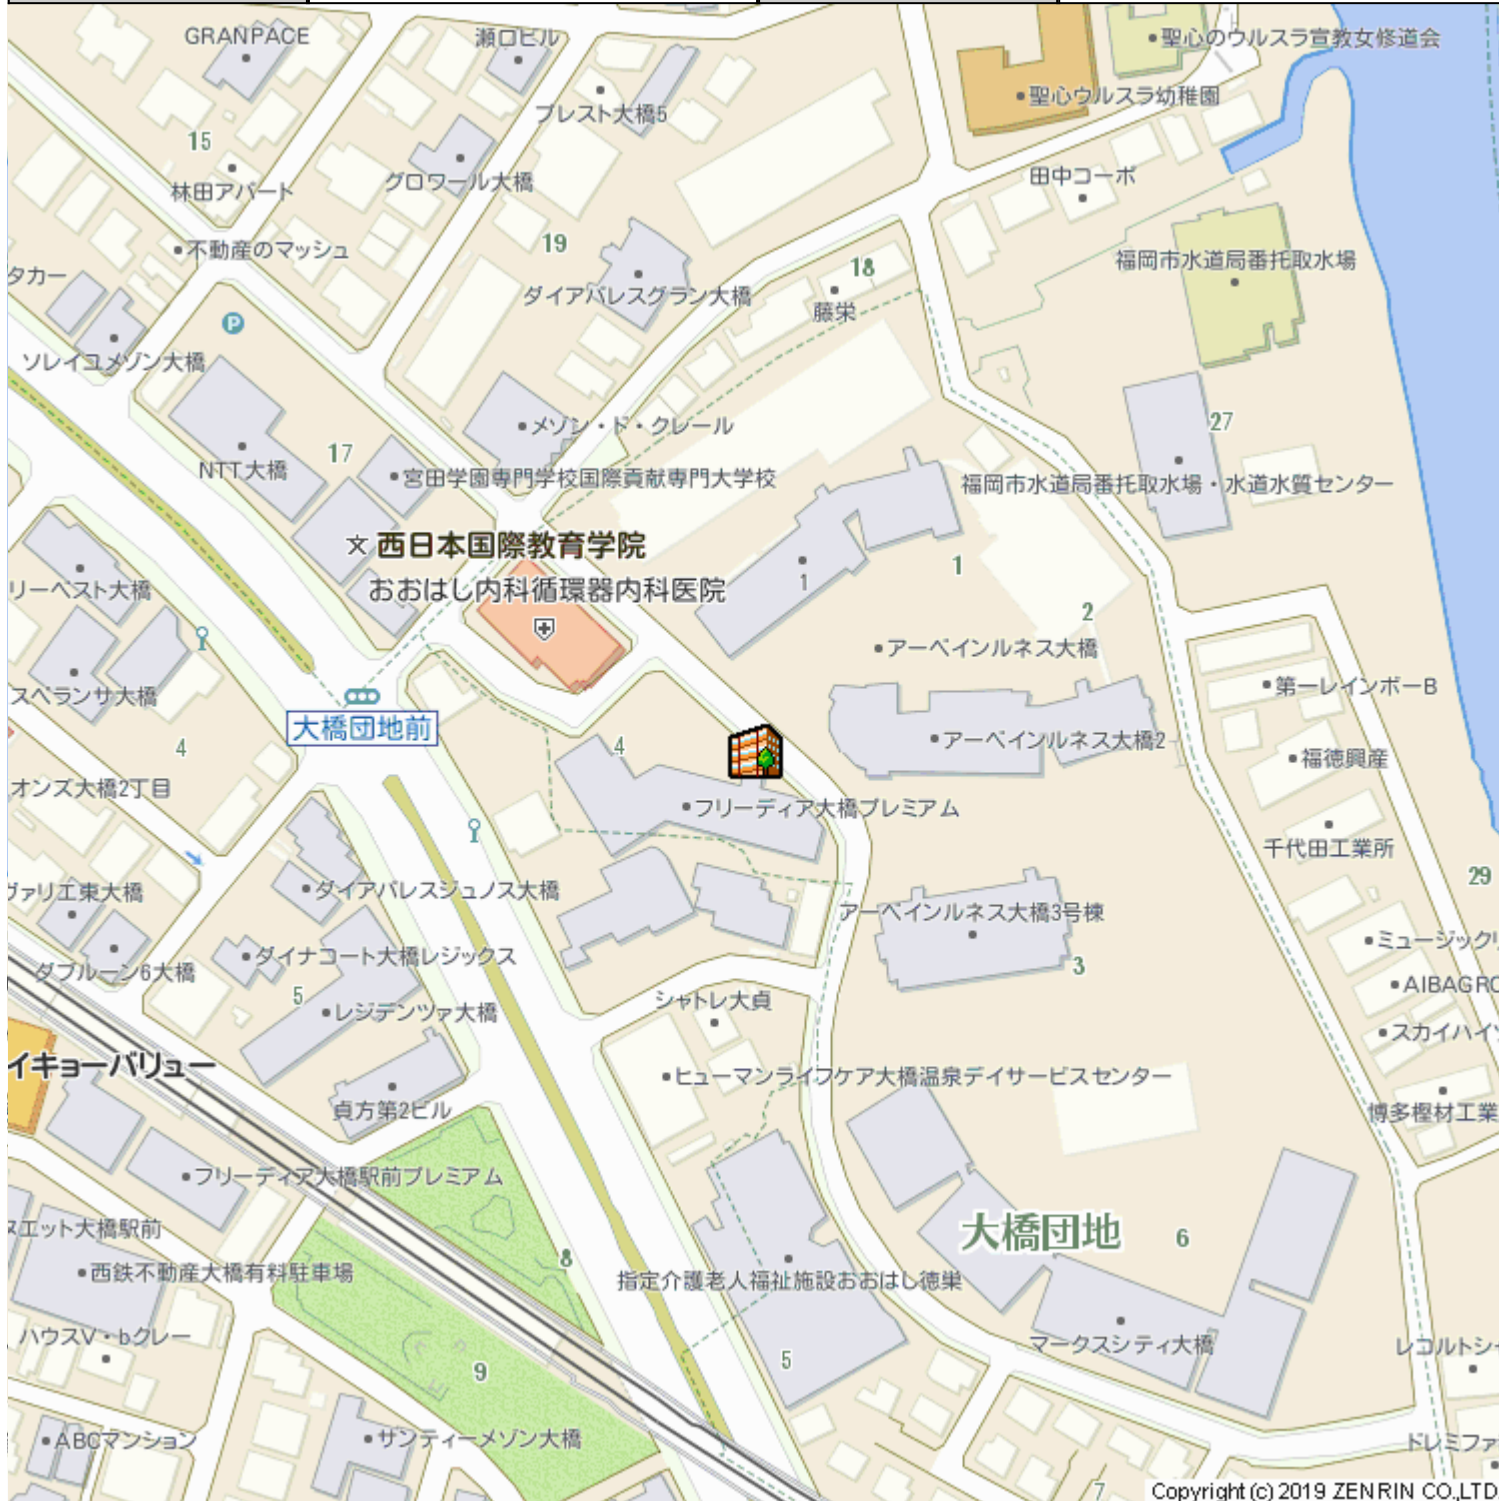 GRANPACE
瀬口ビル
聖心のウルスラ宣教女修道会
聖心ウルスラ幼稚園
プレスト大橋5
15
林田アパート
グロワール大橋
田中コーポ
不動産のマッシュ
19
18
福岡市水道局番托取水場
タカー
ダイアパレスグラン大橋
藤栄
P
ソレイユメゾン大橋
メゾン・ド・クレール
27
NTT大橋
17
宮田学園専門学校国際貢献専門大学校
福岡市水道局番托取水場・水道水質センター
文 西日本国際教育学院
おおはし内科循環器内科医院
1
1
2
リーベスト大橋
アーベインルネス大橋
スペランサ大橋
第一レインボーB
大橋団地前
4
4
アーベインルネス大橋2
福徳興産
オンズ大橋2丁目
フリーディア大橋プレミアム
千代田工業所
29
ヴァリエ東大橋
ダイアパレスジュノス大橋
アーベインルネス大橋3号棟
ミュージックリ
ダイナコート大橋レジックス
ダブルーン6大橋
3
AIBAGRO
5
レジデンツァ大橋
シャトレ大貞
スカイハイツ
イキョーバリュー
ヒューマンライフケア大橋温泉デイサービスセンター
貞方第2ビル
博多樫材工業
フリーディア大橋駅前プレミアム
スエット大橋駅前
大橋団地
6
8
西鉄不動産大橋有料駐車場
指定介護老人福祉施設おおはし徳巣
ハウスV・bクレー
マークスシティ大橋
レコルトシー
9
5
ABCマンション
サンティーメゾン大橋
ドレミファ
7
Copyright (c) 2019 ZENRIN CO.,LTD